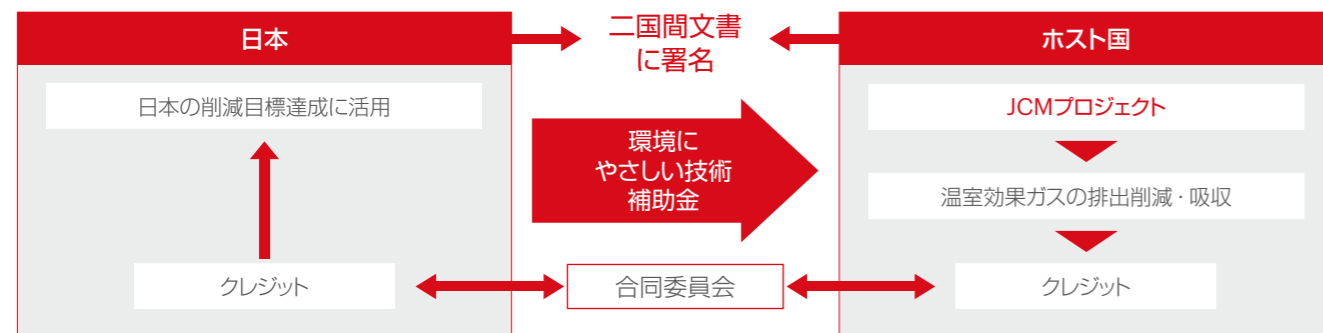 日本
二国間文書
に署名
ホスト国
日本の削減目標達成に活用
環境に
やさしい技術
補助金
JCMプロジェクト
温室効果ガスの排出削減・吸収
クレジット
合同委員会
クレジット